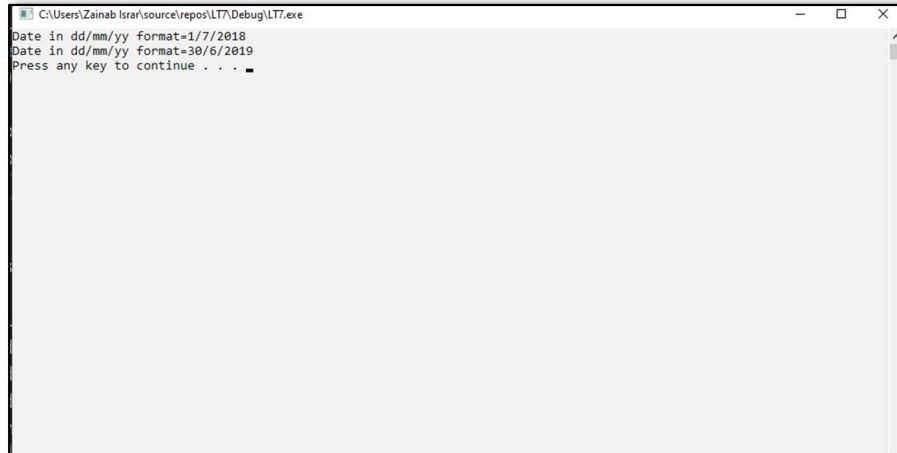 C:\Users\Zainab Israr\source\repos\LT7\Debug\LT7.exe
Date in dd/mm/yy format=1/7/2018
Date in dd/mm/yy format=30/6/2019
Press any key to continue . . .